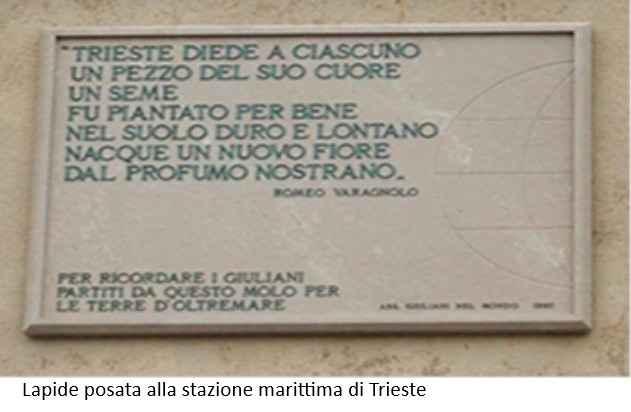 "TRIESTE DIEDE A CIASCUNO
UN PEZZO DEL SUO CUORE
UN SEME
FU PIANTATO PER BENE
NEL SUOLO DURO E LONTANO
NACQUE UN NUOVO FIORE
DAL PROFUMO NOSTRANO„
ROMEO VARAGNOLO
PER RICORDARE I GIULIANI
PARTITI DA QUESTO MOLO PER
LE TERRE D'OLTREMARE
ASS. GIULIANI NEL MONDO
Lapide posata alla stazione marittima di Trieste